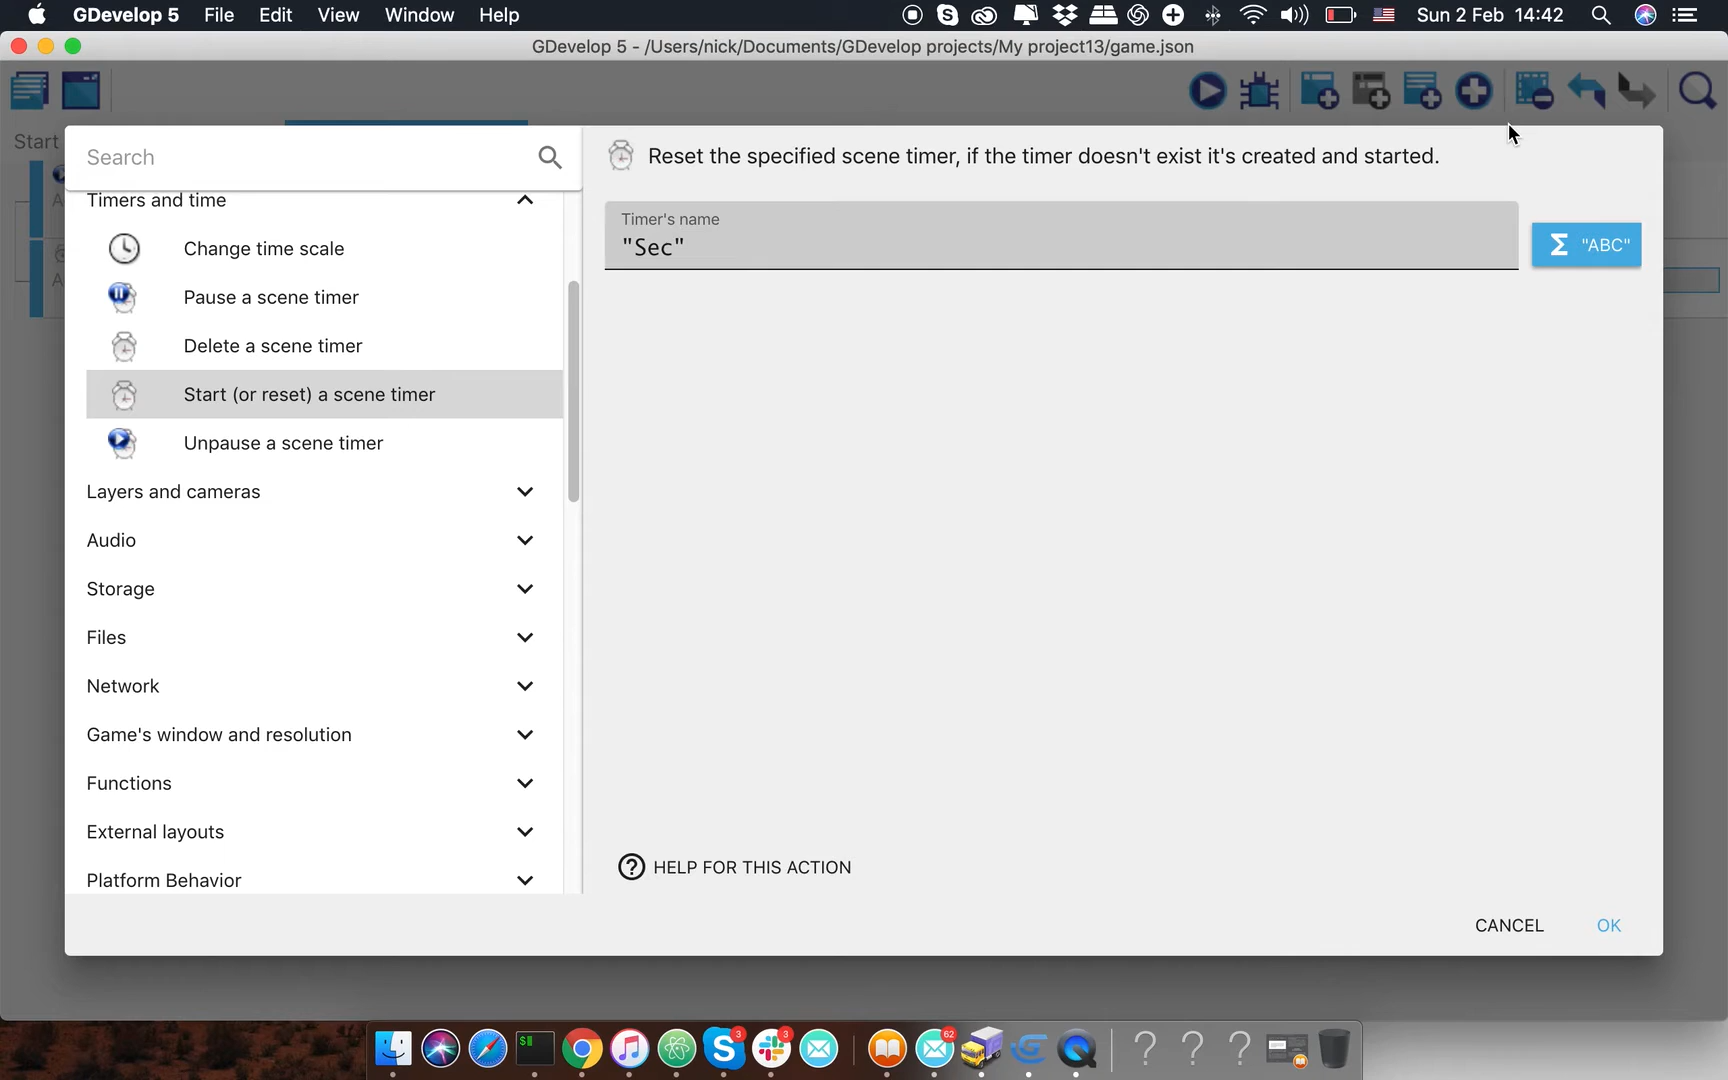 GDevelop 5 File Edit View Window Help Sun 2 Feb 14:42
GDevelop 5 - /Users/nick/Documents/GDevelop projects/My project13/game.json
Start
Search
Timers and time
Change time scale
Pause a scene timer
Delete a scene timer
Start (or reset) a scene timer
Unpause a scene timer
Layers and cameras
Audio
Storage
Files
Network
Game's window and resolution
Functions
External layouts
Platform Behavior
Reset the specified scene timer, if the timer doesn't exist it's created and started.
Timer's name
"Sec"
Σ "ABC"
HELP FOR THIS ACTION
CANCEL OK
3 3 62